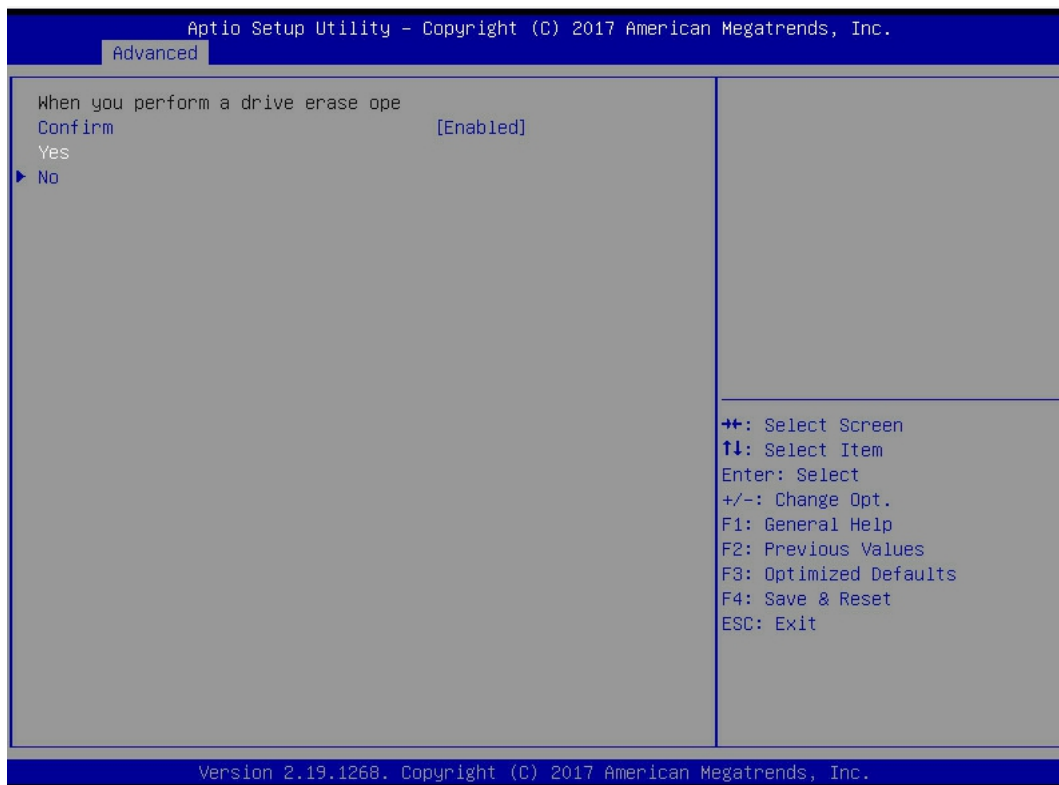 Aptio Setup Utility – Copyright (C) 2017 American Megatrends, Inc.
Advanced
When you perform a drive erase ope
Confirm [Enabled]
Yes
▶ No
→←: Select Screen
↑↓: Select Item
Enter: Select
+/-: Change Opt.
F1: General Help
F2: Previous Values
F3: Optimized Defaults
F4: Save & Reset
ESC: Exit
Version 2.19.1268. Copyright (C) 2017 American Megatrends, Inc.